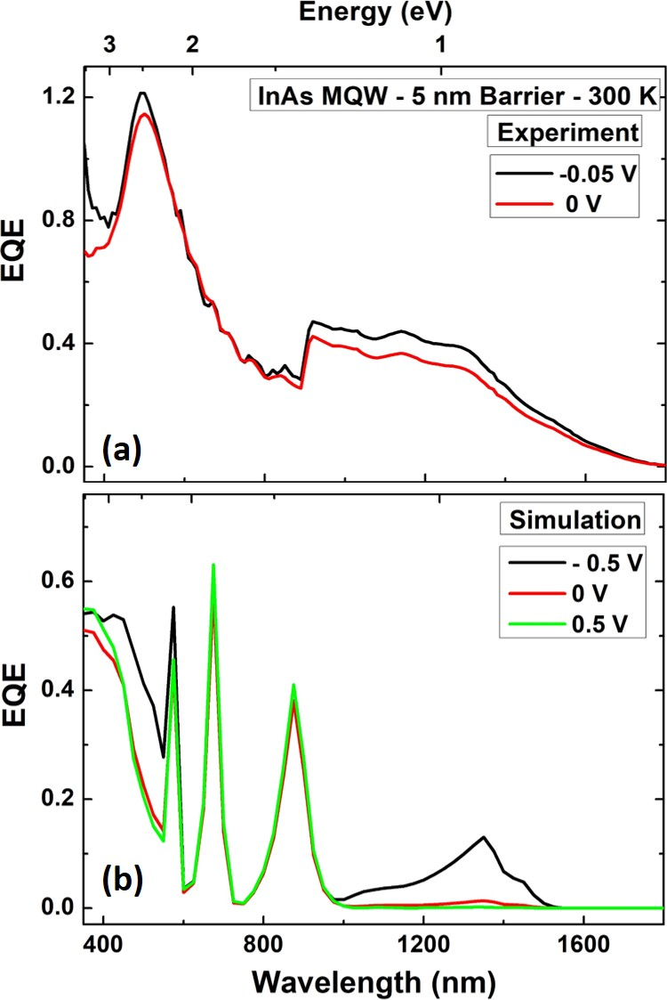 Energy (eV)
3 2 1
InAs MQW - 5 nm Barrier - 300 K
Experiment
-0.05 V
0 V
1.2
0.8
0.4
0.0
EQE
(a)
Simulation
- 0.5 V
0 V
0.5 V
0.6
0.4
0.2
0.0
EQE
(b)
400 800 1200 1600
Wavelength (nm)